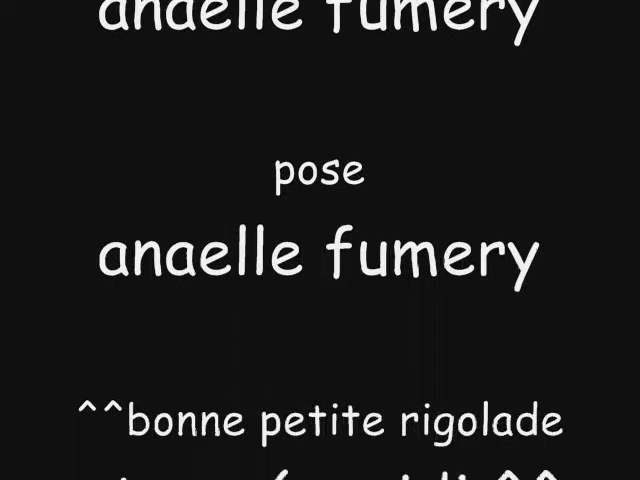 anaelle fumery
pose
anaelle fumery
^^bonne petite rigolade
^^